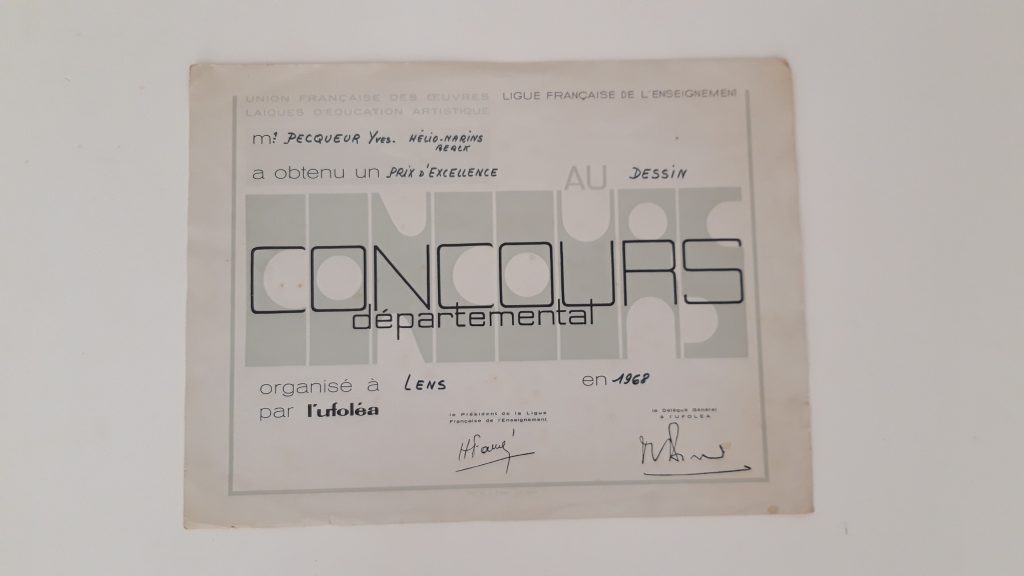 UNION FRANÇAISE DES ŒUVRES
LAIQUES D'EDUCATION ARTISTIQUE
LIGUE FRANÇAISE DE L'ENSEIGNEMENT
mr PECQUEUR YVES. HÉLIO-MARINS
BERCK
a obtenu un PRIX D'EXCELLENCE AU DESSIN
CONCOURS
CONCOURS
départemental
organisé à LENS en 1968
par l'ufoléa
le Président de la Ligue
Française de l'Enseignement
le Délégué Général
à l'UFOLEA